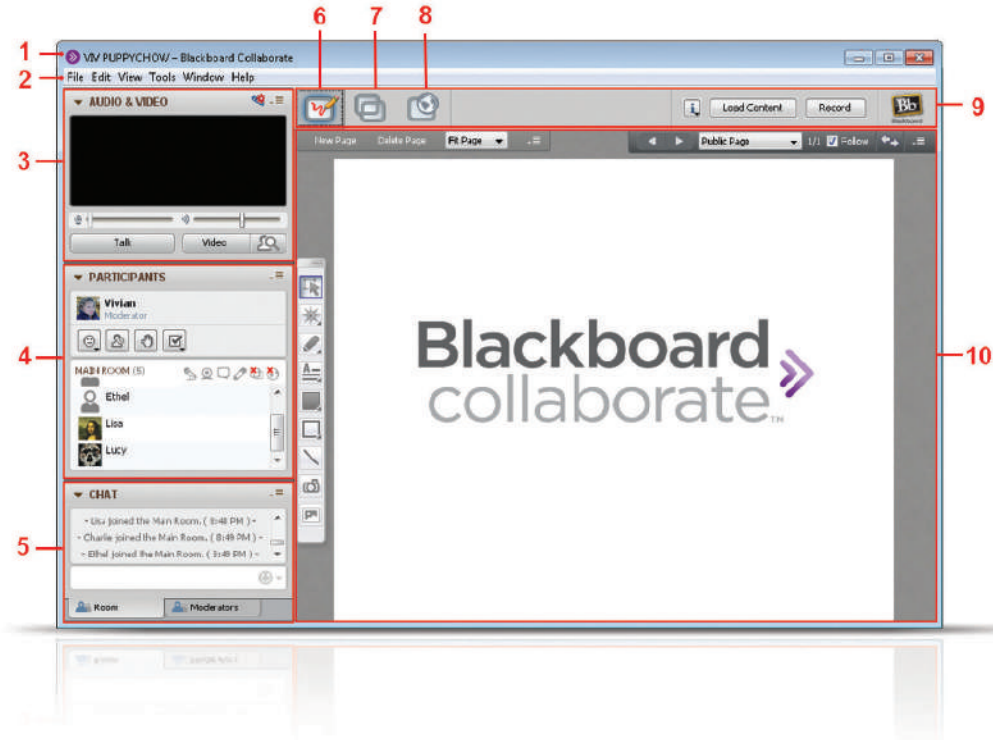 6 7 8
1 VIV PUPPYCHOW – Blackboard Collaborate
2 File Edit View Tools Window Help
AUDIO & VIDEO
Load Content Record Bb
Blackboard
9
New Page Delete Page Fit Page Public Page 1/1 Follow
3
Talk Video
PARTICIPANTS
Vivian
Moderator
4
MAIN ROOM (5)
Ethel
Lisa
Lucy
Blackboard
collaborate™
10
CHAT
- Lisa joined the Main Room. ( 8:48 PM ) -
- Charlie joined the Main Room. ( 8:49 PM ) -
- Ethel joined the Main Room. ( 8:49 PM ) -
5
Room Moderators